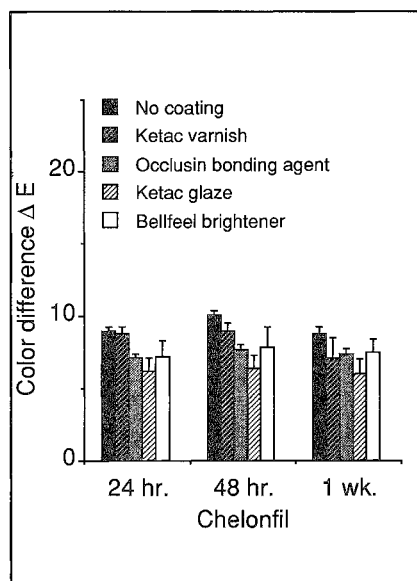 No coating
Ketac varnish
Occlusin bonding agent
Ketac glaze
Bellfeel brightener
Color difference Δ E
20
10
0
24 hr. 48 hr. 1 wk.
Chelonfil